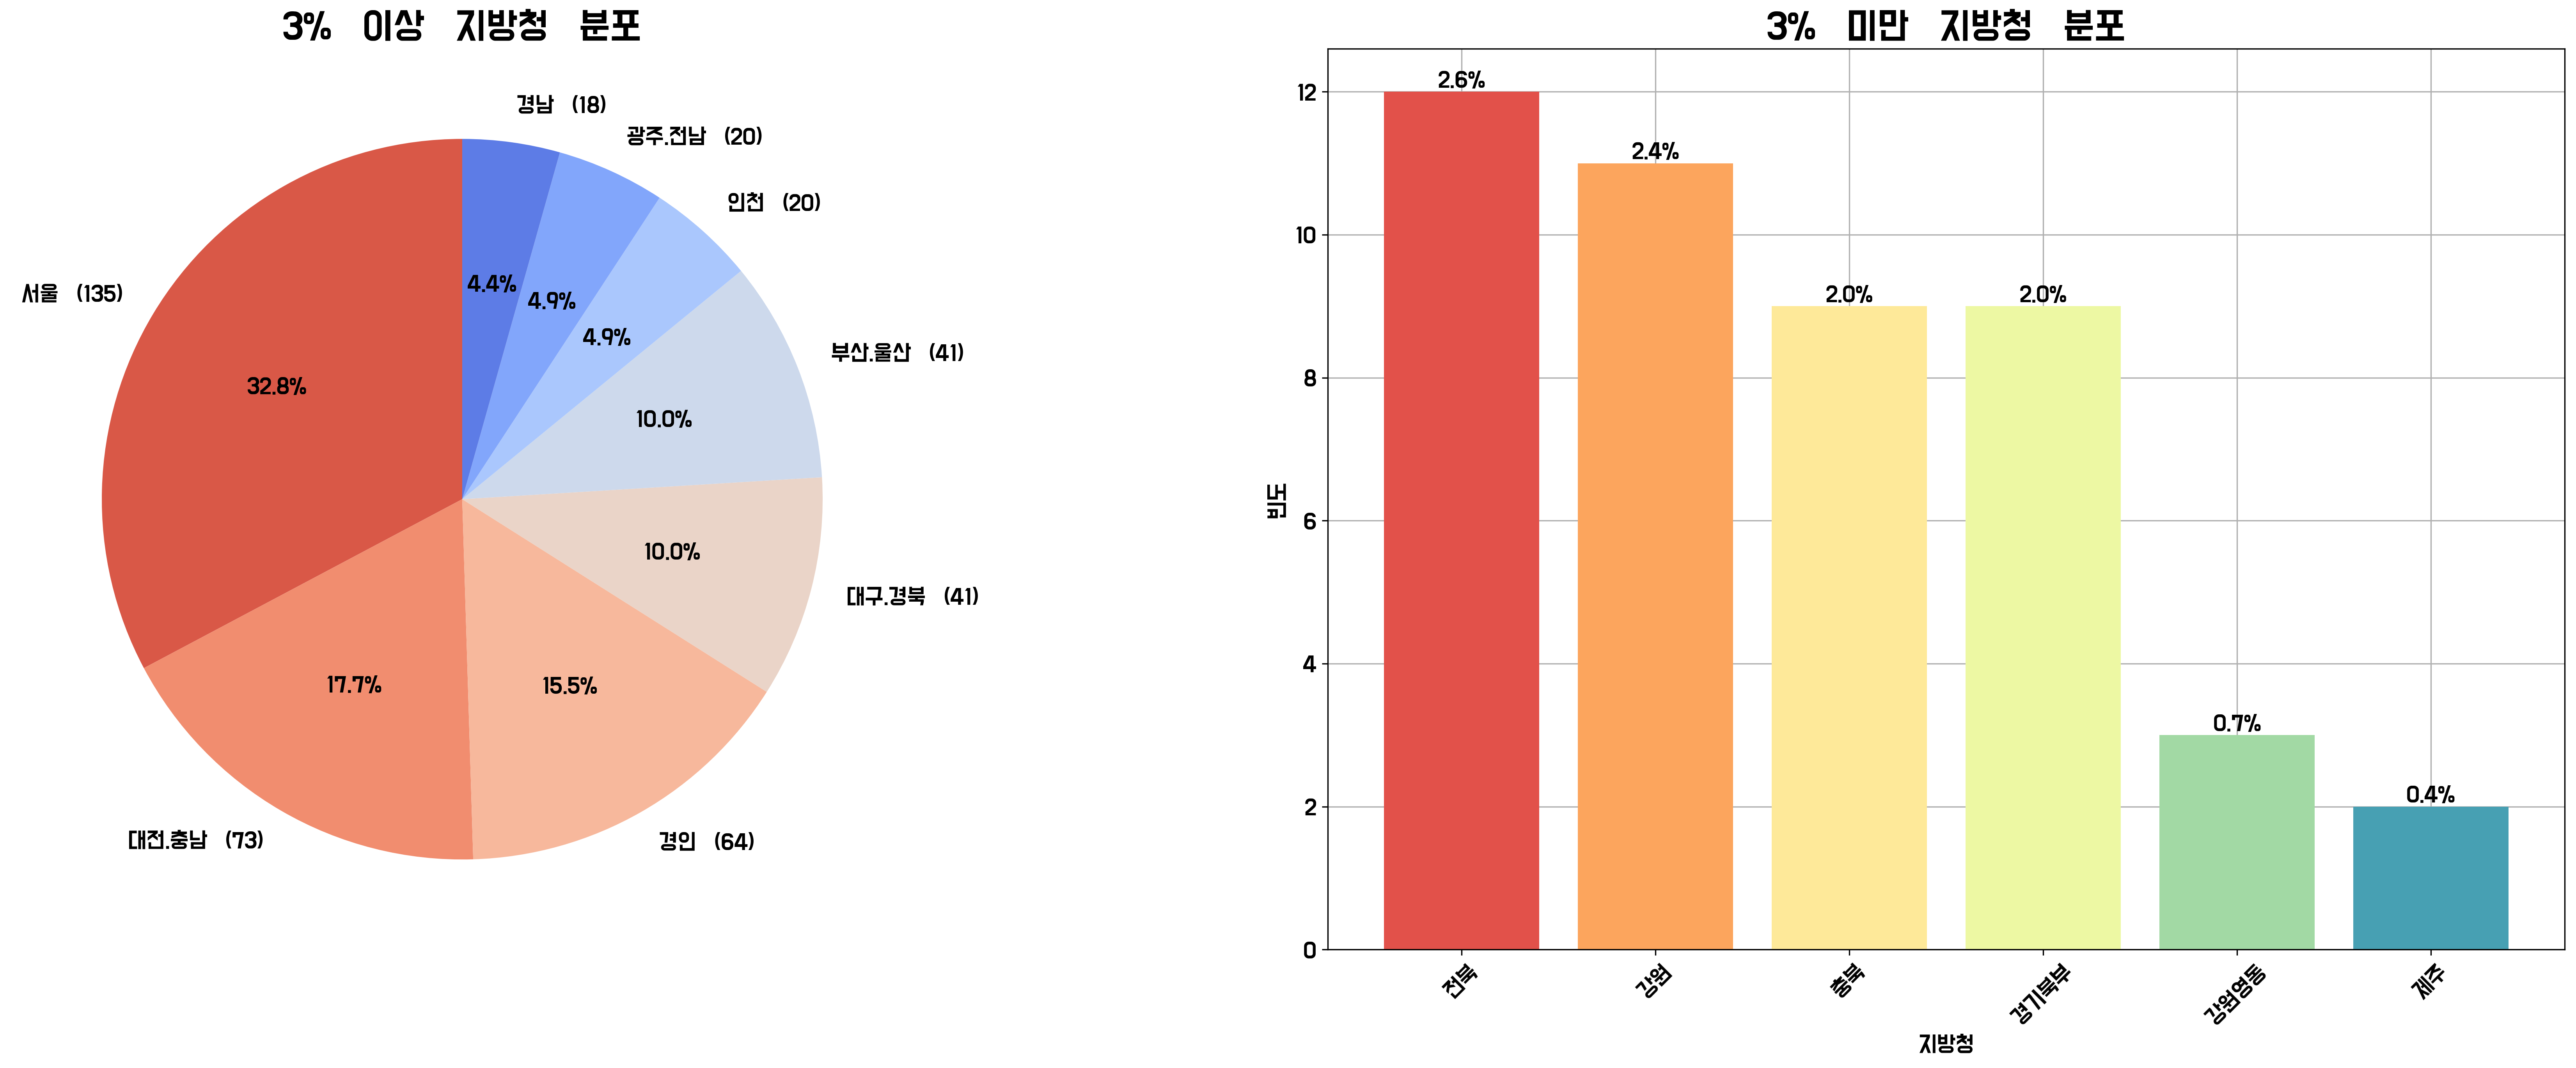 3% 이상 지방청 분포
경남 (18)
광주.전남 (20)
인천 (20)
부산.울산 (41)
대구.경북 (41)
경인 (64)
대전.충남 (73)
서울 (135)
4.4%
4.9%
4.9%
10.0%
10.0%
15.5%
17.7%
32.8%
3% 미만 지방청 분포
빈도
12
10
8
6
4
2
0
2.6%
2.4%
2.0%
2.0%
0.7%
0.4%
전북
강원
충북
경기북부
강원영동
제주
지방청